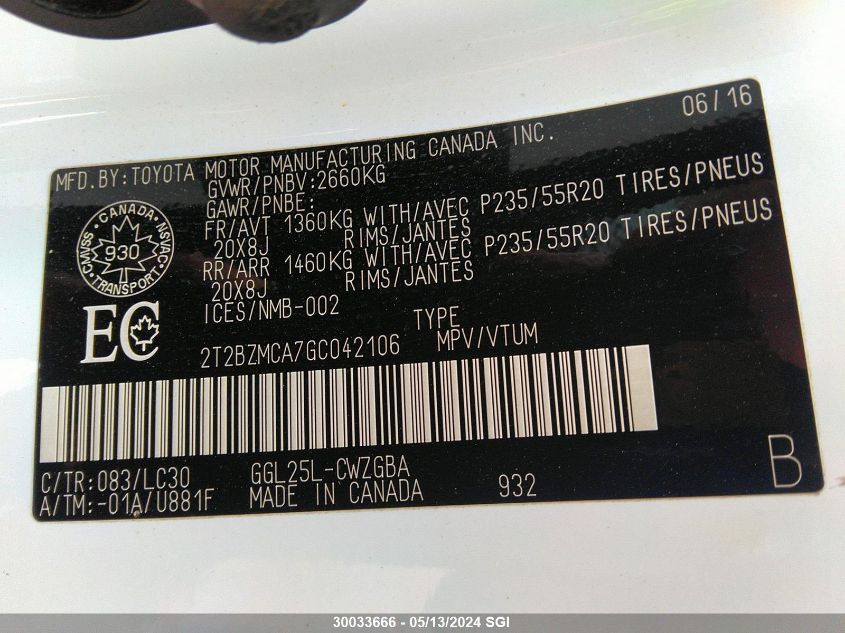 06/16
MFD.BY:TOYOTA MOTOR MANUFACTURING CANADA INC.
GVWR/PNBV:2660KG
GAWR/PNBE:
FR/AVT 1360KG WITH/AVEC P235/55R20 TIRES/PNEUS
20X8J RIMS/JANTES
RR/ARR 1460KG WITH/AVEC P235/55R20 TIRES/PNEUS
20X8J RIMS/JANTES
ICES/NMB-002
CANADA
CMVSS 930 NSVAC
TRANSPORT
EC
TYPE
2T2BZMCA7GC042106 MPV/VTUM
C/TR:083/LC30 GGL25L-CWZGBA
A/TM:-01A/U881F MADE IN CANADA 932
B
30033666 - 05/13/2024 SGI